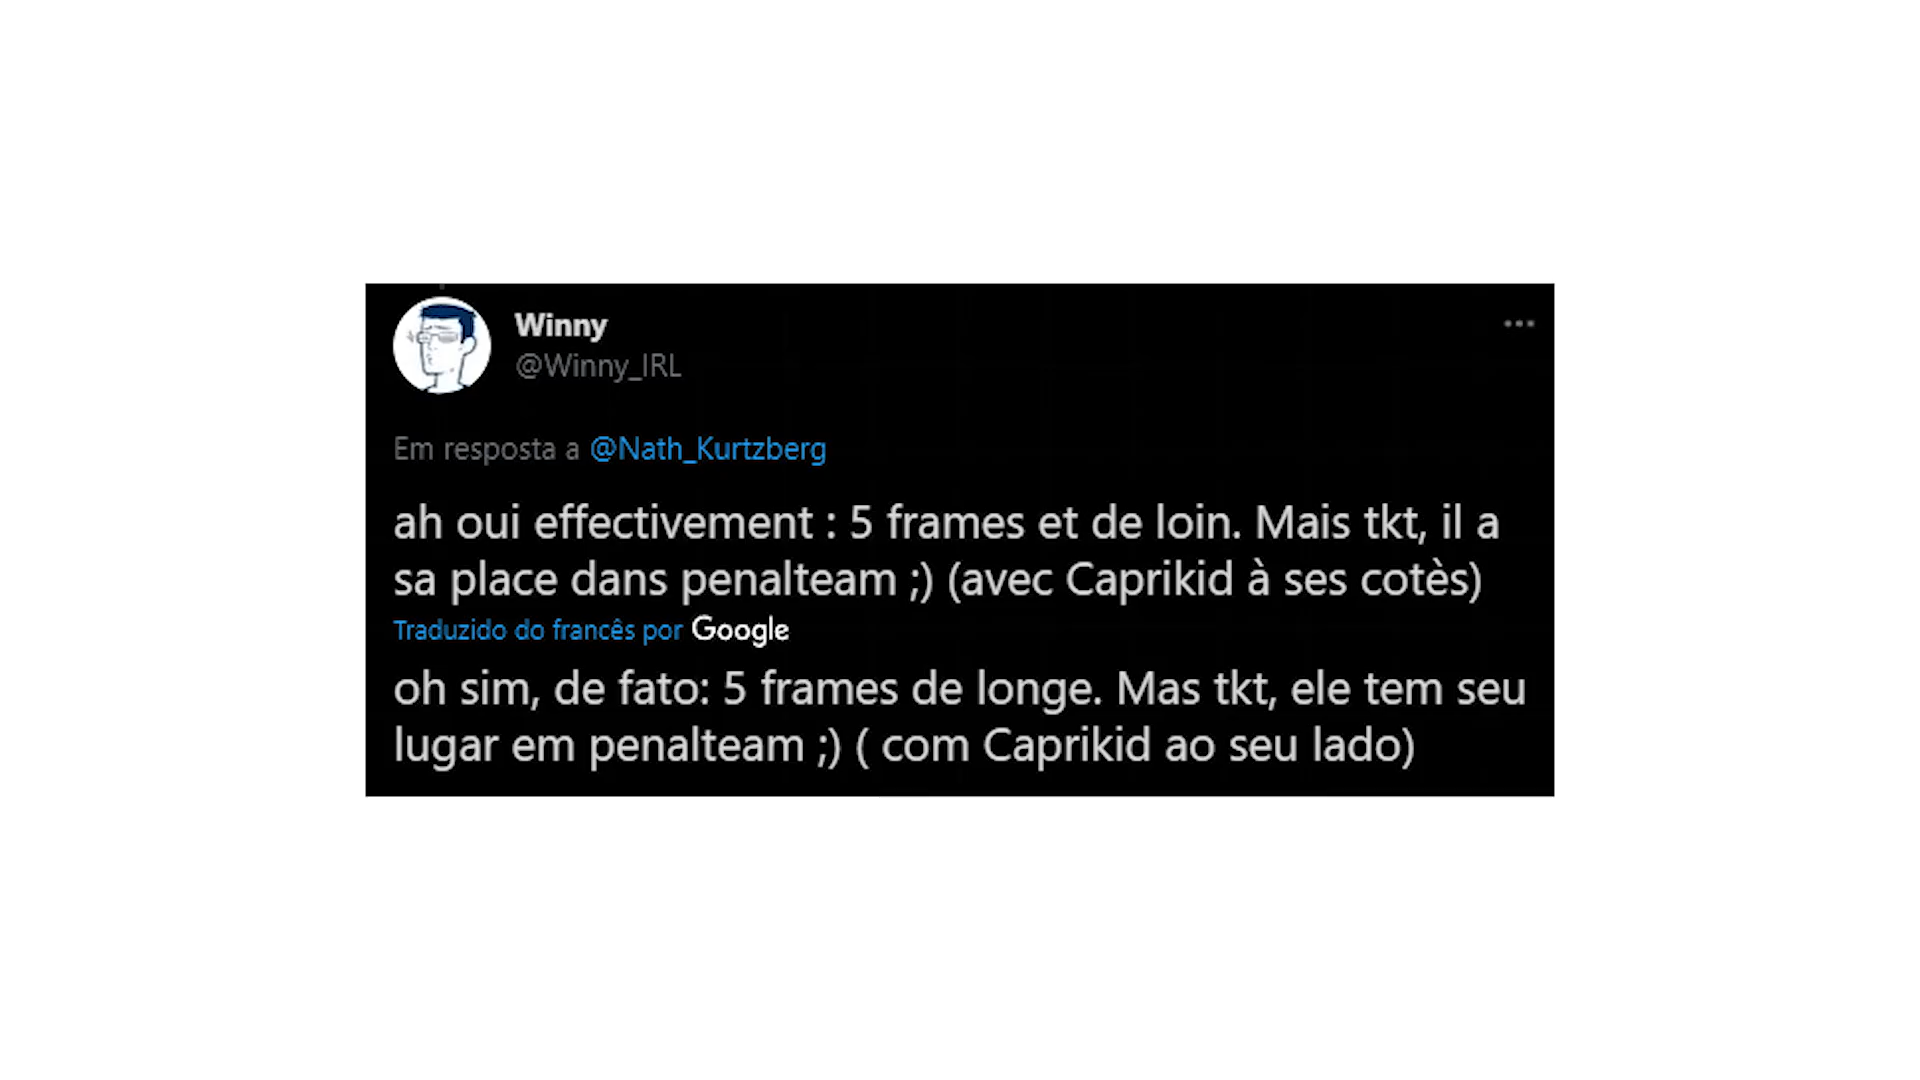 Winny
@Winny_IRL
Em resposta a @Nath_Kurtzberg
ah oui effectivement : 5 frames et de loin. Mais tkt, il a
sa place dans penalteam ;) (avec Caprikid à ses cotès)
Traduzido do francês por Google
oh sim, de fato: 5 frames de longe. Mas tkt, ele tem seu
lugar em penalteam ;) ( com Caprikid ao seu lado)